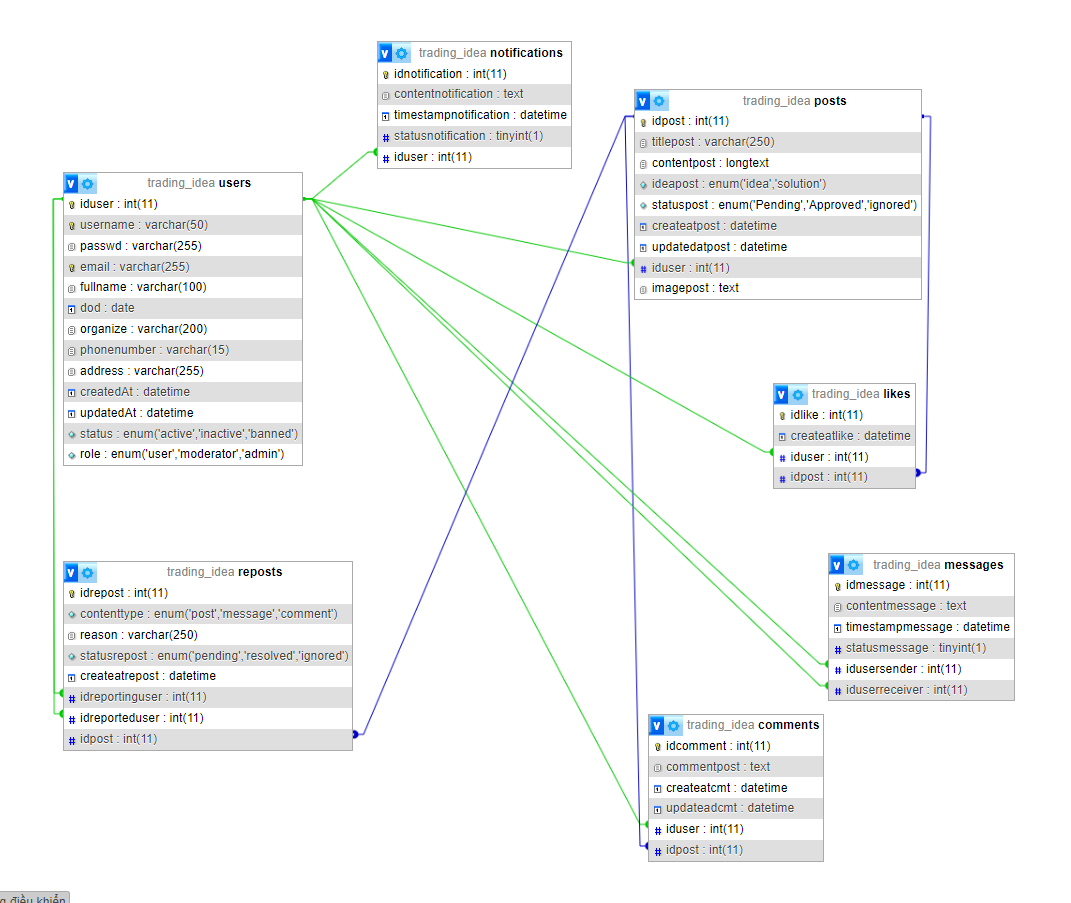 trading_idea notifications
idnotification : int(11)
contentnotification : text
timestampnotification : datetime
statusnotification : tinyint(1)
iduser : int(11)
trading_idea posts
idpost : int(11)
titlepost : varchar(250)
contentpost : longtext
ideapost : enum('idea','solution')
statuspost : enum('Pending','Approved','ignored')
createatpost : datetime
updatedatpost : datetime
iduser : int(11)
imagepost : text
trading_idea users
iduser : int(11)
username : varchar(50)
passwd : varchar(255)
email : varchar(255)
fullname : varchar(100)
dod : date
organize : varchar(200)
phonenumber : varchar(15)
address : varchar(255)
createdAt : datetime
updatedAt : datetime
status : enum('active','inactive','banned')
role : enum('user','moderator','admin')
trading_idea likes
idlike : int(11)
createatlike : datetime
iduser : int(11)
idpost : int(11)
trading_idea reposts
idrepost : int(11)
contenttype : enum('post','message','comment')
reason : varchar(250)
statusrepost : enum('pending','resolved','ignored')
createatrepost : datetime
idreportinguser : int(11)
idreporteduser : int(11)
idpost : int(11)
trading_idea messages
idmessage : int(11)
contentmessage : text
timestampmessage : datetime
statusmessage : tinyint(1)
idusersender : int(11)
iduserreceiver : int(11)
trading_idea comments
idcomment : int(11)
commentpost : text
createatcmt : datetime
updateadcmt : datetime
iduser : int(11)
idpost : int(11)
điều khiển